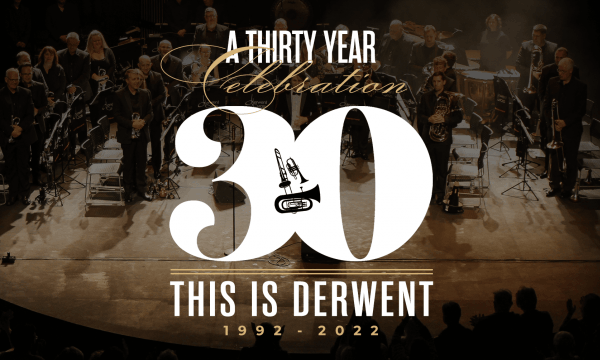 A THIRTY YEAR
Celebration
30
THIS IS DERWENT
1992 - 2022